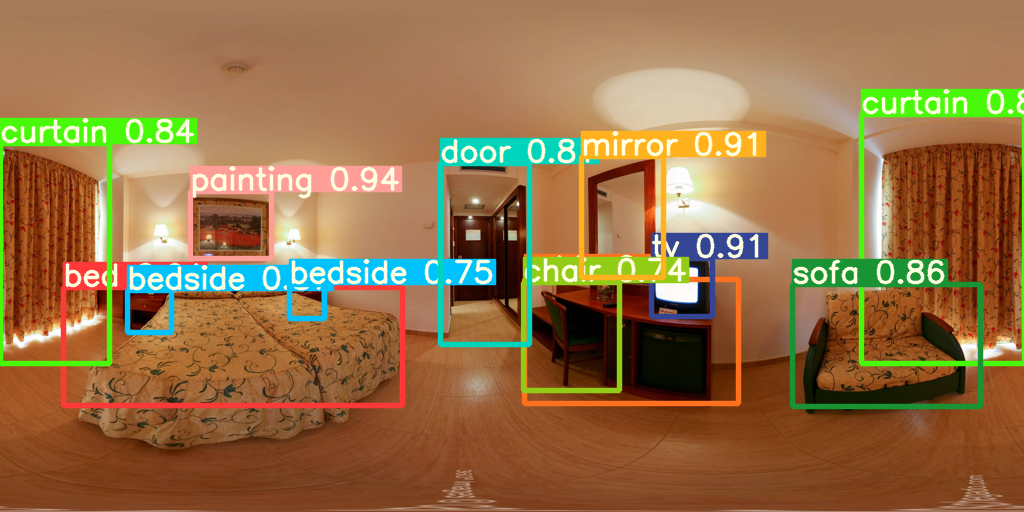 curtain 0.84
curtain 0.8
painting 0.94
door 0.8
mirror 0.91
tv 0.91
bed
bedside 0.
bedside 0.75
chair 0.74
sofa 0.86